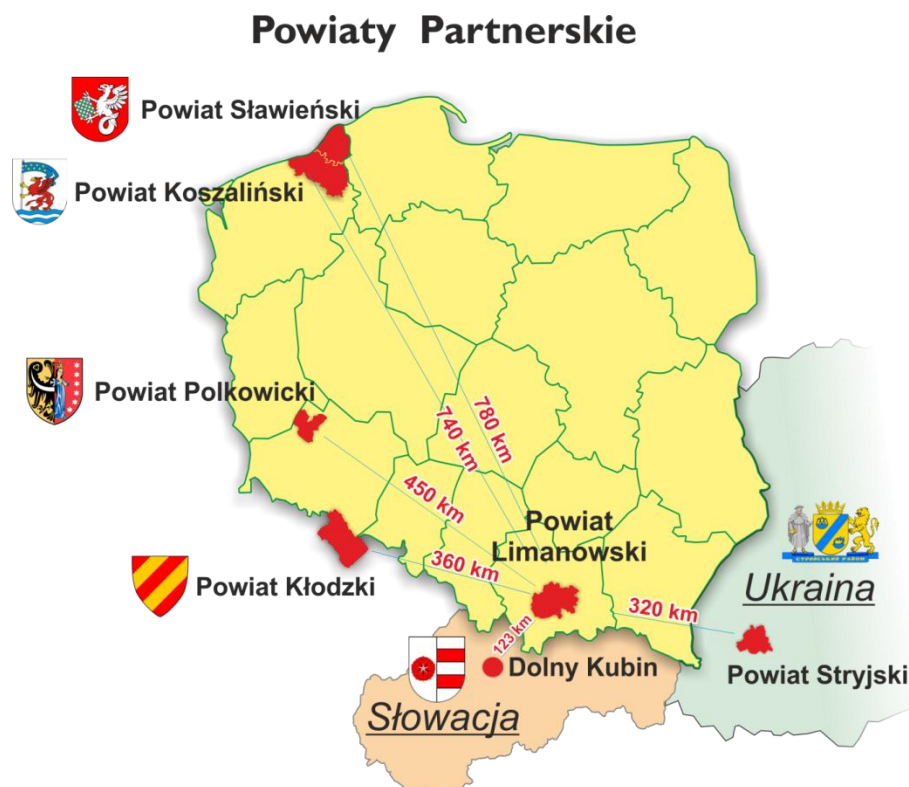 Powiaty Partnerskie
Powiat Sławieński
Powiat Koszaliński
Powiat Polkowicki
780 km
740 km
450 km
Powiat
Limanowski
360 km
Powiat Kłodzki
320 km
Ukraina
123 km
Dolny Kubin
Powiat Stryjski
Słowacja